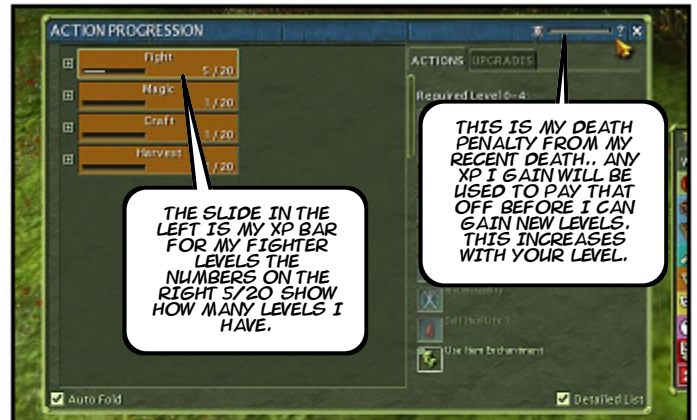 ACTION PROGRESSION
?
Fight
5/20
Magic
1/20
Craft
1/20
Harvest
1/20
ACTIONS UPGRADES
Required Level 0-4:
THIS IS MY DEATH
PENALTY FROM MY
RECENT DEATH.. ANY
XP I GAIN WILL BE
USED TO PAY THAT
OFF BEFORE I CAN
GAIN NEW LEVELS.
THIS INCREASES
WITH YOUR LEVEL.
THE SLIDE IN THE
LEFT IS MY XP BAR
FOR MY FIGHTER
LEVELS THE
NUMBERS ON THE
RIGHT 5/20 SHOW
HOW MANY LEVELS I
HAVE.
Use Item Enchantment
Auto Fold
Detailed List